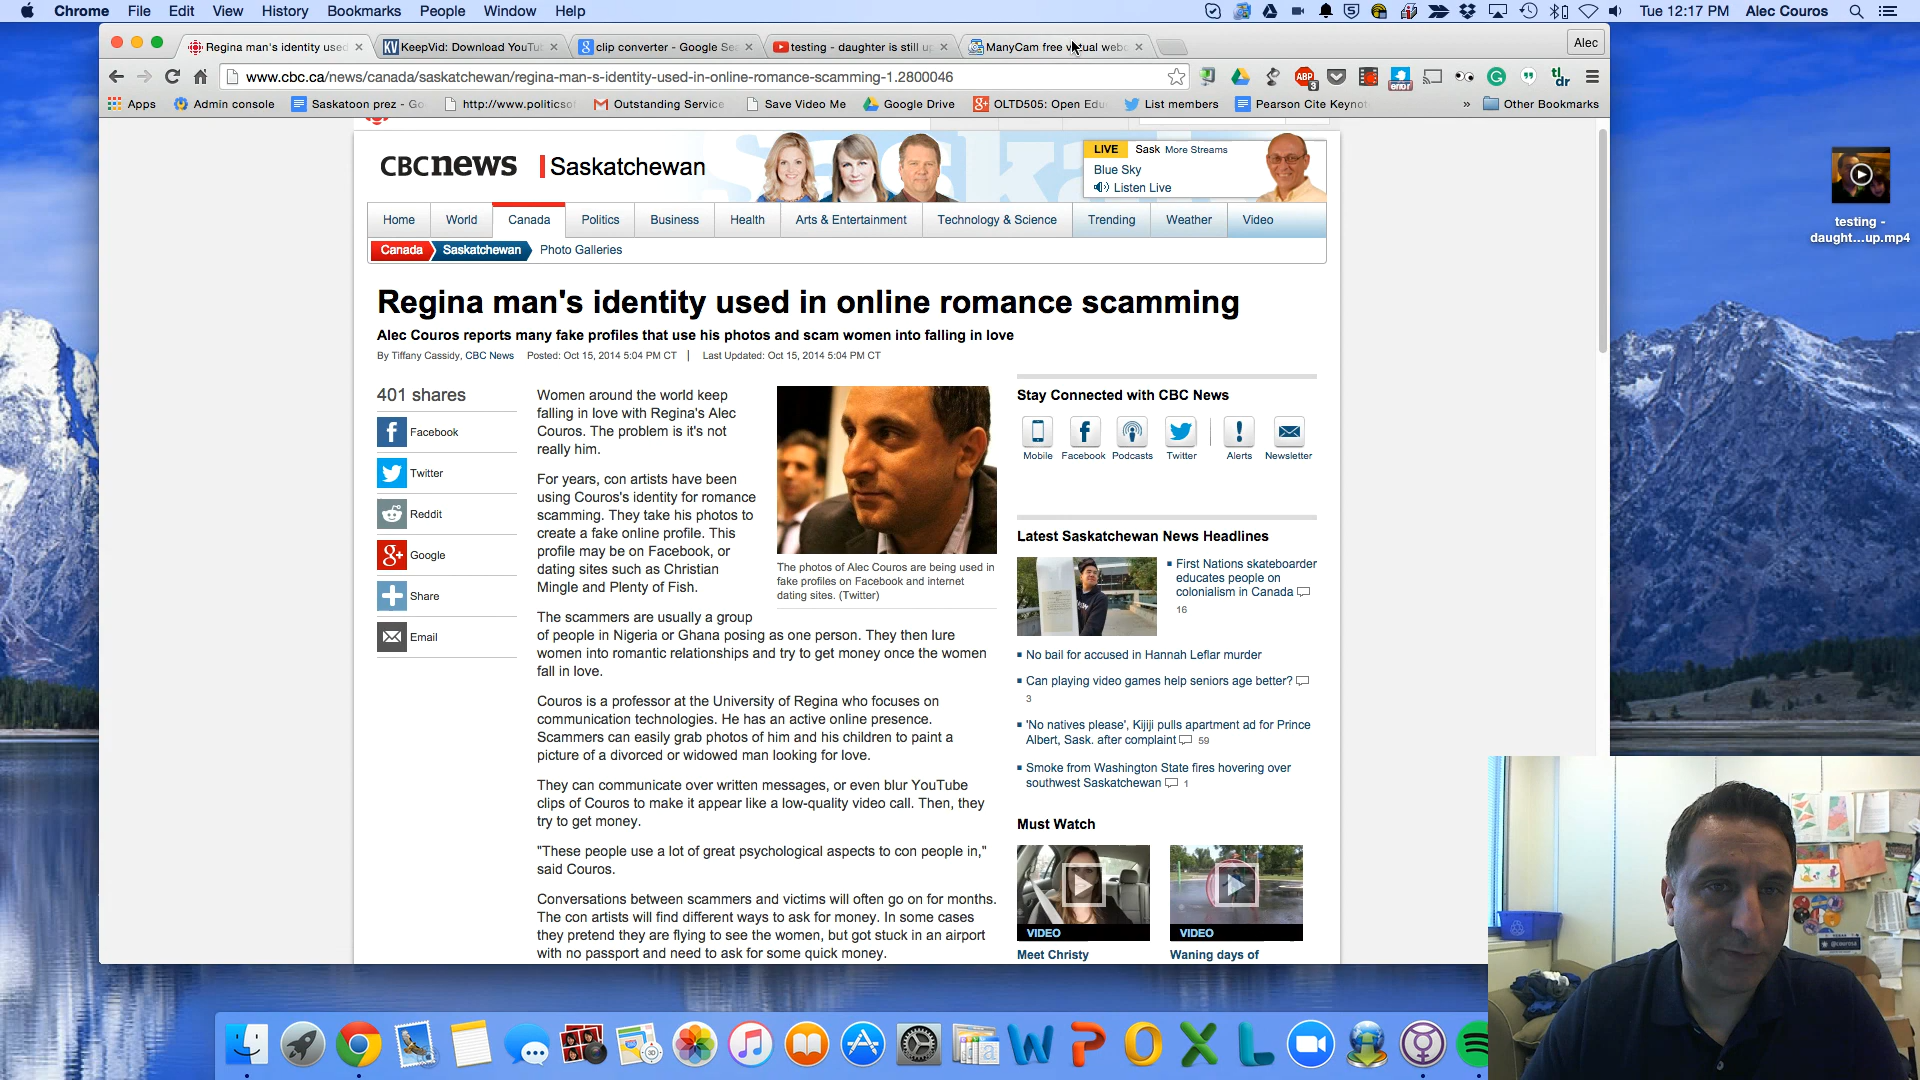 Chrome File Edit View History Bookmarks People Window Help
Tue 12:17 PM Alec Couros
Regina man's identity used
KeepVid: Download YouTu
clip converter - Google Se
testing - daughter is still up
ManyCam free virtual webc
Alec
www.cbc.ca/news/canada/saskatchewan/regina-man-s-identity-used-in-online-romance-scamming-1.2800046
ABP
3
error
tl;dr
Apps
Admin console
Saskatoon prez - Go
http://www.politicsof
Outstanding Service
Save Video Me
Google Drive
OLTD505: Open Edu
List members
Pearson Cite Keynot
»
Other Bookmarks
CBCnews Saskatchewan
LIVE Sask More Streams
Blue Sky
Listen Live
Home World Canada Politics Business Health Arts & Entertainment Technology & Science Trending Weather Video
Canada Saskatchewan Photo Galleries
testing -
daught...up.mp4
Regina man's identity used in online romance scamming
Alec Couros reports many fake profiles that use his photos and scam women into falling in love
By Tiffany Cassidy, CBC News Posted: Oct 15, 2014 5:04 PM CT | Last Updated: Oct 15, 2014 5:04 PM CT
401 shares
Facebook
Twitter
Reddit
Google
Share
Email
Women around the world keep
falling in love with Regina's Alec
Couros. The problem is it's not
really him.
For years, con artists have been
using Couros's identity for romance
scamming. They take his photos to
create a fake online profile. This
profile may be on Facebook, or
dating sites such as Christian
Mingle and Plenty of Fish.
The photos of Alec Couros are being used in
fake profiles on Facebook and internet
dating sites. (Twitter)
The scammers are usually a group
of people in Nigeria or Ghana posing as one person. They then lure
women into romantic relationships and try to get money once the women
fall in love.
Couros is a professor at the University of Regina who focuses on
communication technologies. He has an active online presence.
Scammers can easily grab photos of him and his children to paint a
picture of a divorced or widowed man looking for love.
They can communicate over written messages, or even blur YouTube
clips of Couros to make it appear like a low-quality video call. Then, they
try to get money.
"These people use a lot of great psychological aspects to con people in,"
said Couros.
Conversations between scammers and victims will often go on for months.
The con artists will find different ways to ask for money. In some cases
they pretend they are flying to see the women, but got stuck in an airport
with no passport and need to ask for some quick money.
Stay Connected with CBC News
Mobile Facebook Podcasts Twitter Alerts Newsletter
Latest Saskatchewan News Headlines
First Nations skateboarder
educates people on
colonialism in Canada
16
No bail for accused in Hannah Leflar murder
Can playing video games help seniors age better?
3
'No natives please', Kijiji pulls apartment ad for Prince
Albert, Sask. after complaint 59
Smoke from Washington State fires hovering over
southwest Saskatchewan 1
Must Watch
VIDEO
VIDEO
Meet Christy
Waning days of